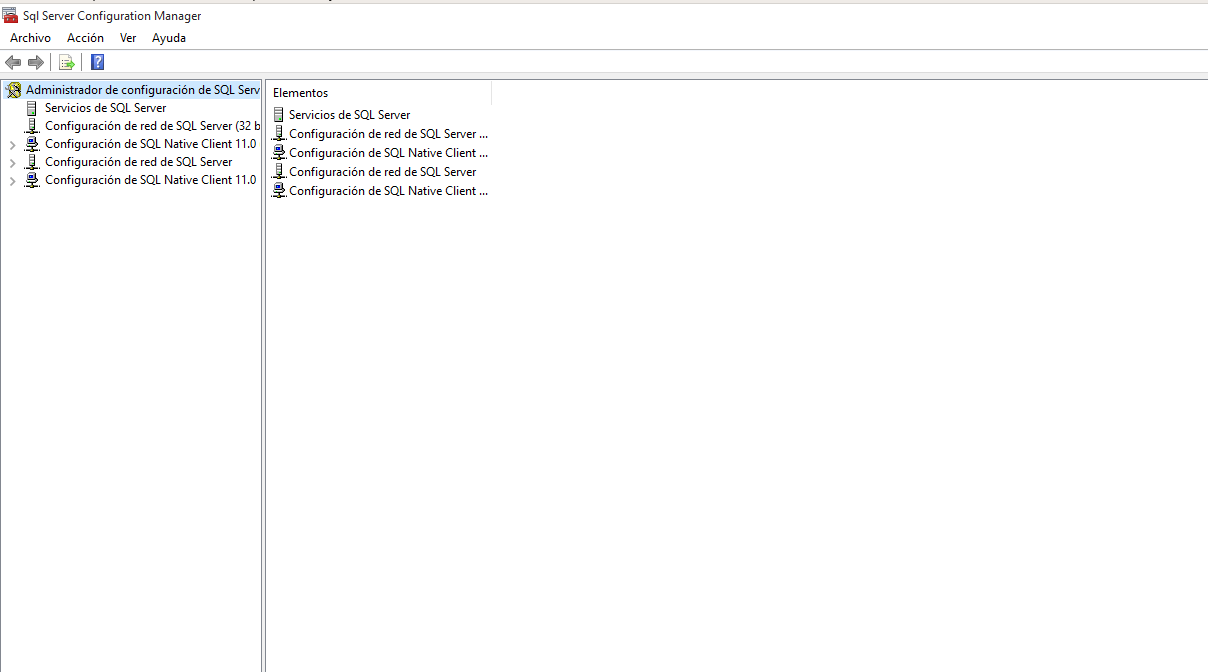 Sql Server Configuration Manager
Archivo Acción Ver Ayuda
Administrador de configuración de SQL Serv
Servicios de SQL Server
Configuración de red de SQL Server (32 b
Configuración de SQL Native Client 11.0
Configuración de red de SQL Server
Configuración de SQL Native Client 11.0
Elementos
Servicios de SQL Server
Configuración de red de SQL Server ...
Configuración de SQL Native Client ...
Configuración de red de SQL Server
Configuración de SQL Native Client ...